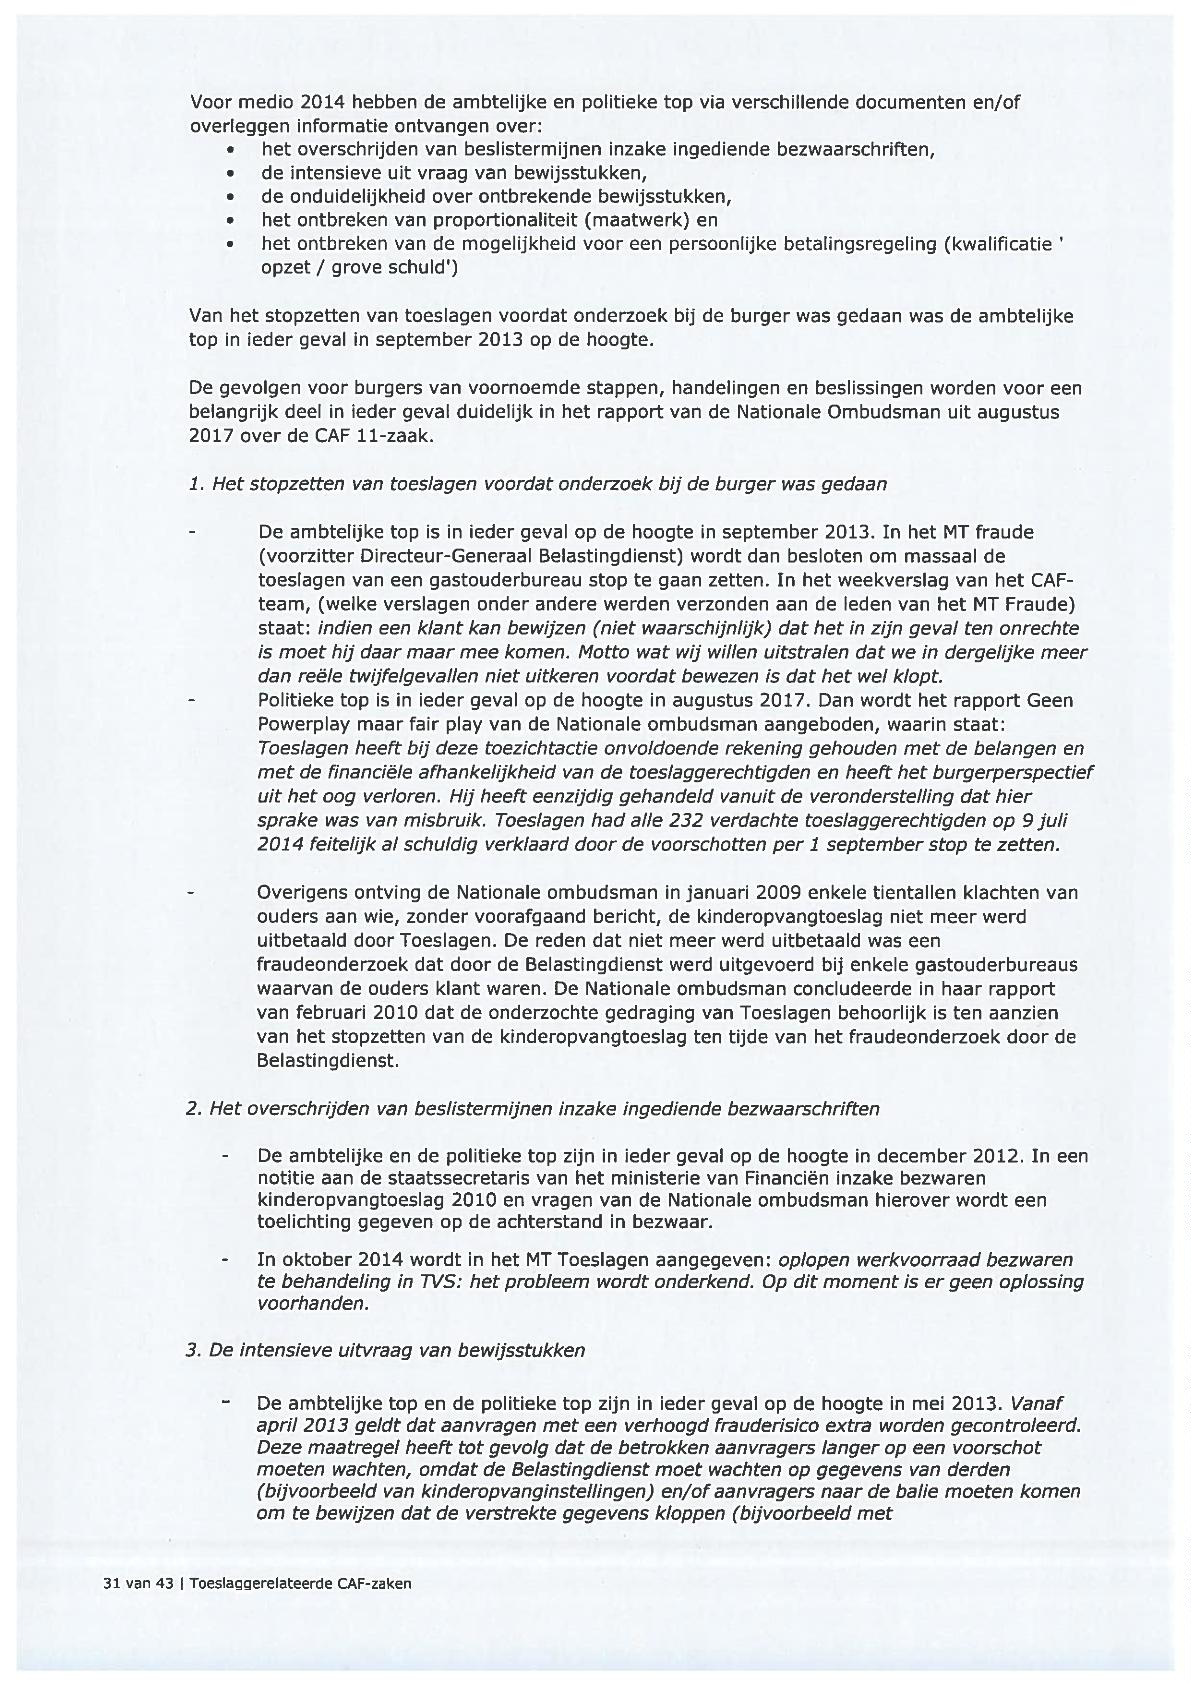 Voor medio 2014 hebben de ambtelijke en politieke top via verschillende documenten en/of
overleggen informatie ontvangen over:
• het overschrijden van beslistermijnen inzake ingediende bezwaarschriften,
• de intensieve uit vraag van bewijsstukken,
• de onduidelijkheid over ontbrekende bewijsstukken,
• het ontbreken van proportionaliteit (maatwerk) en
• het ontbreken van de mogelijkheid voor een persoonlijke betalingsregeling (kwalificatie '
opzet / grove schuld')
Van het stopzetten van toeslagen voordat onderzoek bij de burger was gedaan was de ambtelijke
top in ieder geval in september 2013 op de hoogte.
De gevolgen voor burgers van voornoemde stappen, handelingen en beslissingen worden voor een
belangrijk deel in ieder geval duidelijk in het rapport van de Nationale Ombudsman uit augustus
2017 over de CAF 11-zaak.
1. Het stopzetten van toeslagen voordat onderzoek bij de burger was gedaan
- De ambtelijke top is in ieder geval op de hoogte in september 2013. In het MT fraude
(voorzitter Directeur-Generaal Belastingdienst) wordt dan besloten om massaal de
toeslagen van een gastouderbureau stop te gaan zetten. In het weekverslag van het CAF-
team, (welke verslagen onder andere werden verzonden aan de leden van het MT Fraude)
staat: indien een klant kan bewijzen (niet waarschijnlijk) dat het in zijn geval ten onrechte
is moet hij daar maar mee komen. Motto wat wij willen uitstralen dat we in dergelijke meer
dan reële twijfelgevallen niet uitkeren voordat bewezen is dat het wel klopt.
- Politieke top is in ieder geval op de hoogte in augustus 2017. Dan wordt het rapport Geen
Powerplay maar fair play van de Nationale ombudsman aangeboden, waarin staat:
Toeslagen heeft bij deze toezichtactie onvoldoende rekening gehouden met de belangen en
met de financiële afhankelijkheid van de toeslaggerechtigden en heeft het burgerperspectief
uit het oog verloren. Hij heeft eenzijdig gehandeld vanuit de veronderstelling dat hier
sprake was van misbruik. Toeslagen had alle 232 verdachte toeslaggerechtigden op 9 juli
2014 feitelijk al schuldig verklaard door de voorschotten per 1 september stop te zetten.
- Overigens ontving de Nationale ombudsman in januari 2009 enkele tientallen klachten van
ouders aan wie, zonder voorafgaand bericht, de kinderopvangtoeslag niet meer werd
uitbetaald door Toeslagen. De reden dat niet meer werd uitbetaald was een
fraudeonderzoek dat door de Belastingdienst werd uitgevoerd bij enkele gastouderbureaus
waarvan de ouders klant waren. De Nationale ombudsman concludeerde in haar rapport
van februari 2010 dat de onderzochte gedraging van Toeslagen behoorlijk is ten aanzien
van het stopzetten van de kinderopvangtoeslag ten tijde van het fraudeonderzoek door de
Belastingdienst.
2. Het overschrijden van beslistermijnen inzake ingediende bezwaarschriften
- De ambtelijke en de politieke top zijn in ieder geval op de hoogte in december 2012. In een
notitie aan de staatssecretaris van het ministerie van Financiën inzake bezwaren
kinderopvangtoeslag 2010 en vragen van de Nationale ombudsman hierover wordt een
toelichting gegeven op de achterstand in bezwaar.
- In oktober 2014 wordt in het MT Toeslagen aangegeven: oplopen werkvoorraad bezwaren
te behandeling in TVS: het probleem wordt onderkend. Op dit moment is er geen oplossing
voorhanden.
3. De intensieve uitvraag van bewijsstukken
- De ambtelijke top en de politieke top zijn in ieder geval op de hoogte in mei 2013. Vanaf
april 2013 geldt dat aanvragen met een verhoogd frauderisico extra worden gecontroleerd.
Deze maatregel heeft tot gevolg dat de betrokken aanvragers langer op een voorschot
moeten wachten, omdat de Belastingdienst moet wachten op gegevens van derden
(bijvoorbeeld van kinderopvanginstellingen) en/of aanvragers naar de balie moeten komen
om te bewijzen dat de verstrekte gegevens kloppen (bijvoorbeeld met
31 van 43 | Toeslaggerelateerde CAF-zaken